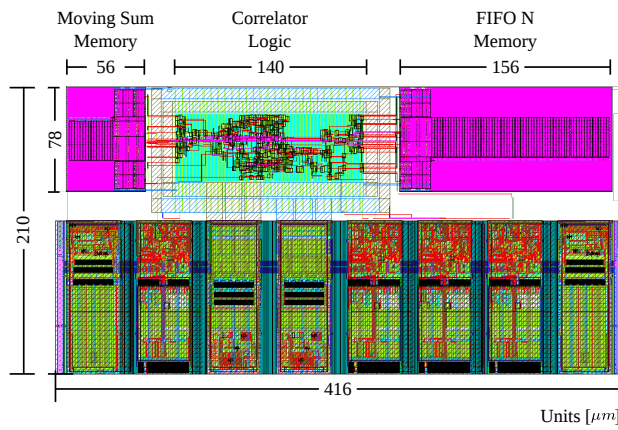 Moving Sum
Memory
Correlator
Logic
FIFO N
Memory
56
140
156
78
210
416
Units [μm]